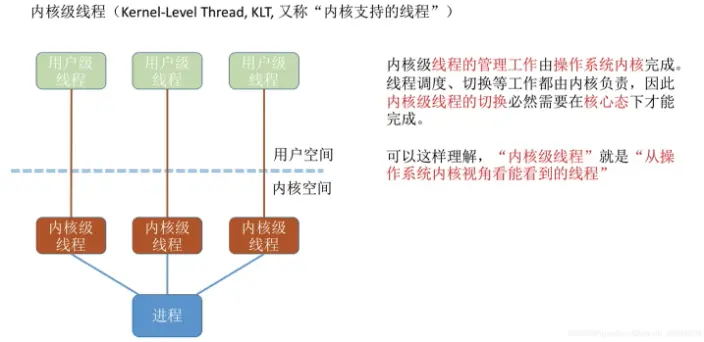 内核级线程（Kernel-Level Thread, KLT, 又称“内核支持的线程”）
用户级
线程
用户级
线程
用户级
线程
内核级线程的管理工作由操作系统内核完成。
线程调度、切换等工作都由内核负责，因此
内核级线程的切换必然需要在核心态下才能
完成。
可以这样理解，“内核级线程”就是“从操
作系统内核视角看能看到的线程”
用户空间
内核空间
内核级
线程
内核级
线程
内核级
线程
进程